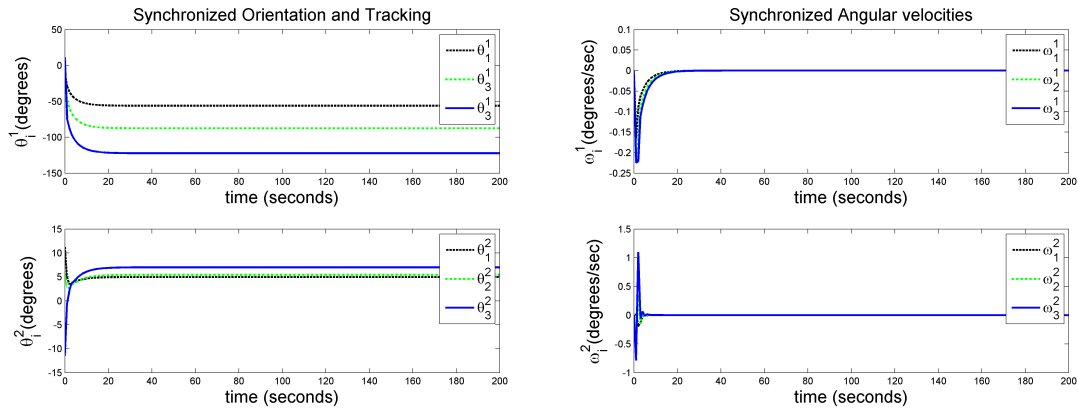 Synchronized Orientation and Tracking
50
0
-50
-100
-150
θ_i^1(degrees)
θ_1^1
θ_3^1
θ_3^1
0 20 40 60 80 100 120 140 160 180 200
time (seconds)
Synchronized Angular velocities
0.1
0.05
0
-0.05
-0.1
-0.15
-0.2
-0.25
ω_i^1(degrees/sec)
ω_1^1
ω_2^1
ω_3^1
0 20 40 60 80 100 120 140 160 180 200
time (seconds)
15
10
5
0
-5
-10
-15
θ_i^2(degrees)
θ_1^2
θ_2^2
θ_3^2
0 20 40 60 80 100 120 140 160 180 200
time (seconds)
1.5
1
0.5
0
-0.5
-1
ω_i^2(degrees/sec)
ω_1^2
ω_2^2
ω_3^2
0 20 40 60 80 100 120 140 160 180 200
time (seconds)